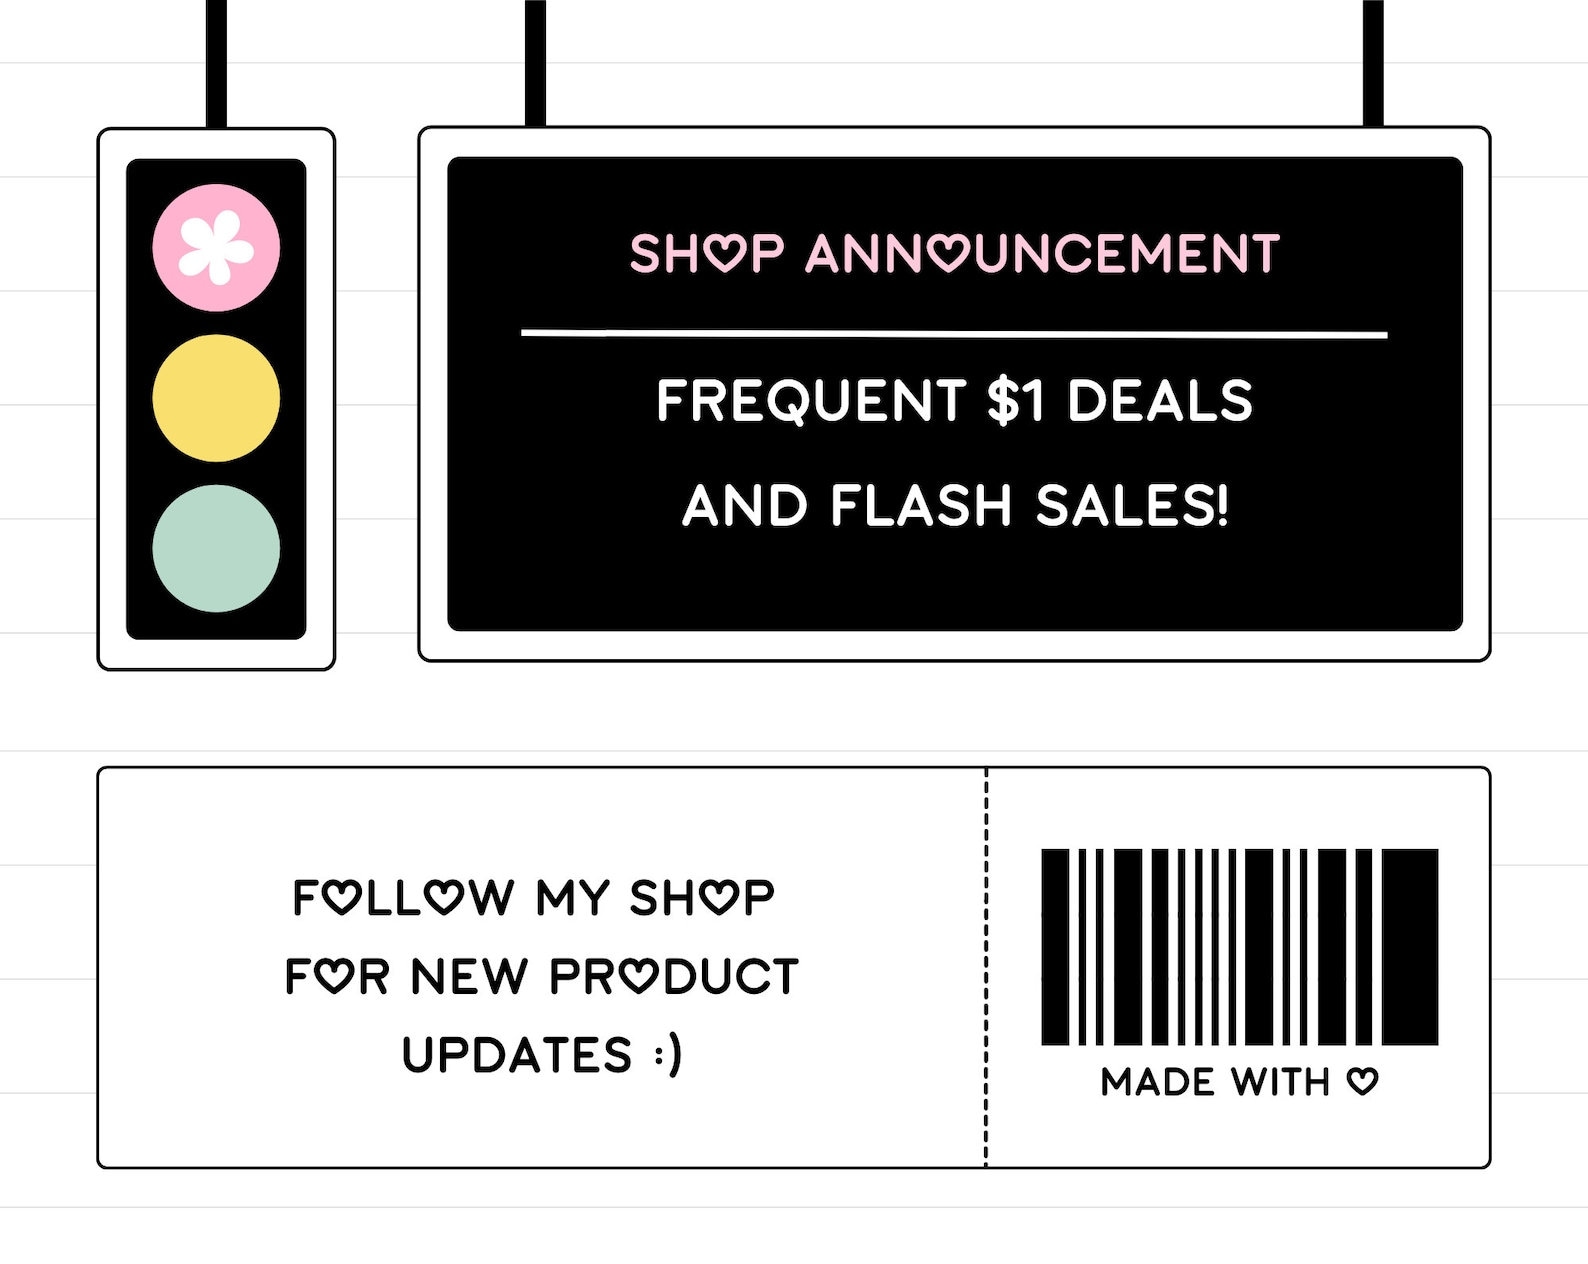 SHOP ANNOUNCEMENT
FREQUENT $1 DEALS
AND FLASH SALES!
FOLLOW MY SHOP
FOR NEW PRODUCT
UPDATES :)
MADE WITH ♡